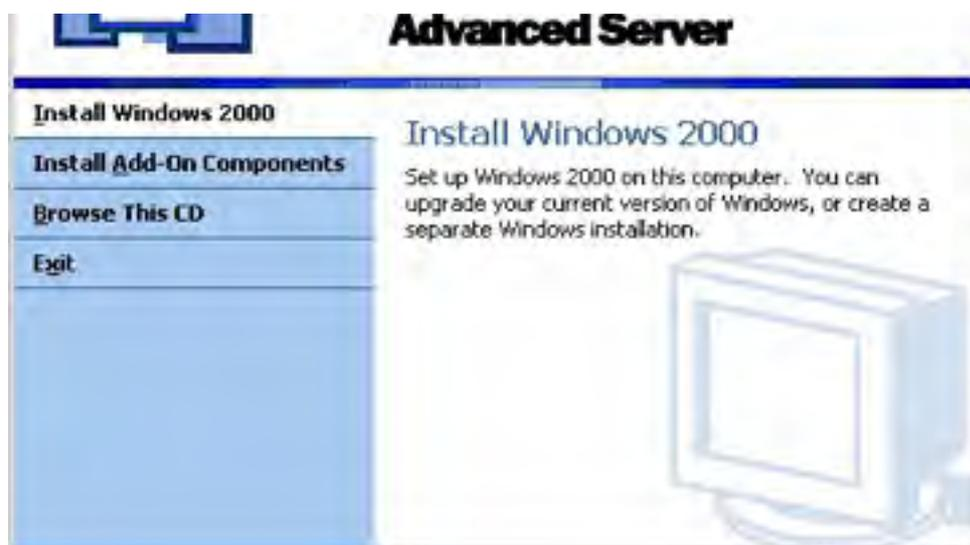 Advanced Server
Install Windows 2000
Install Add-On Components
Browse This CD
Exit
Install Windows 2000
Set up Windows 2000 on this computer. You can
upgrade your current version of Windows, or create a
separate Windows installation.